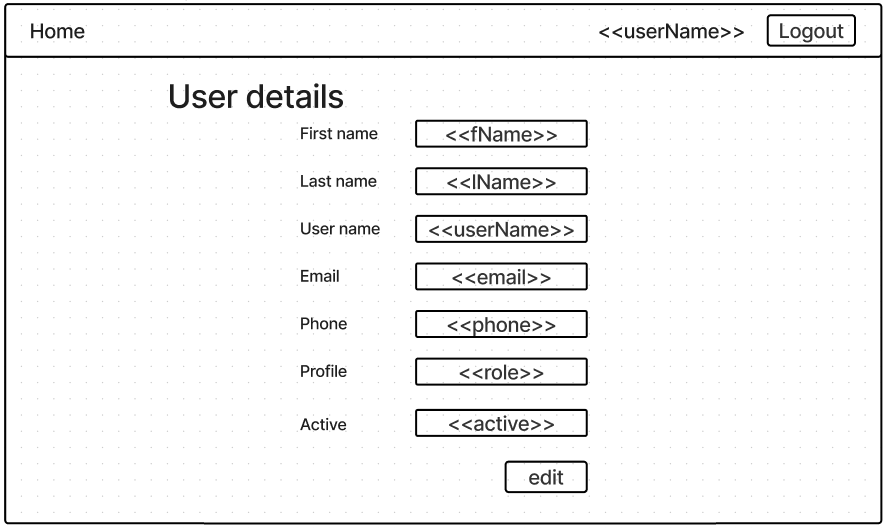 Home <<userName>> Logout
User details
First name <<fName>>
Last name <<lName>>
User name <<userName>>
Email <<email>>
Phone <<phone>>
Profile <<role>>
Active <<active>>
edit